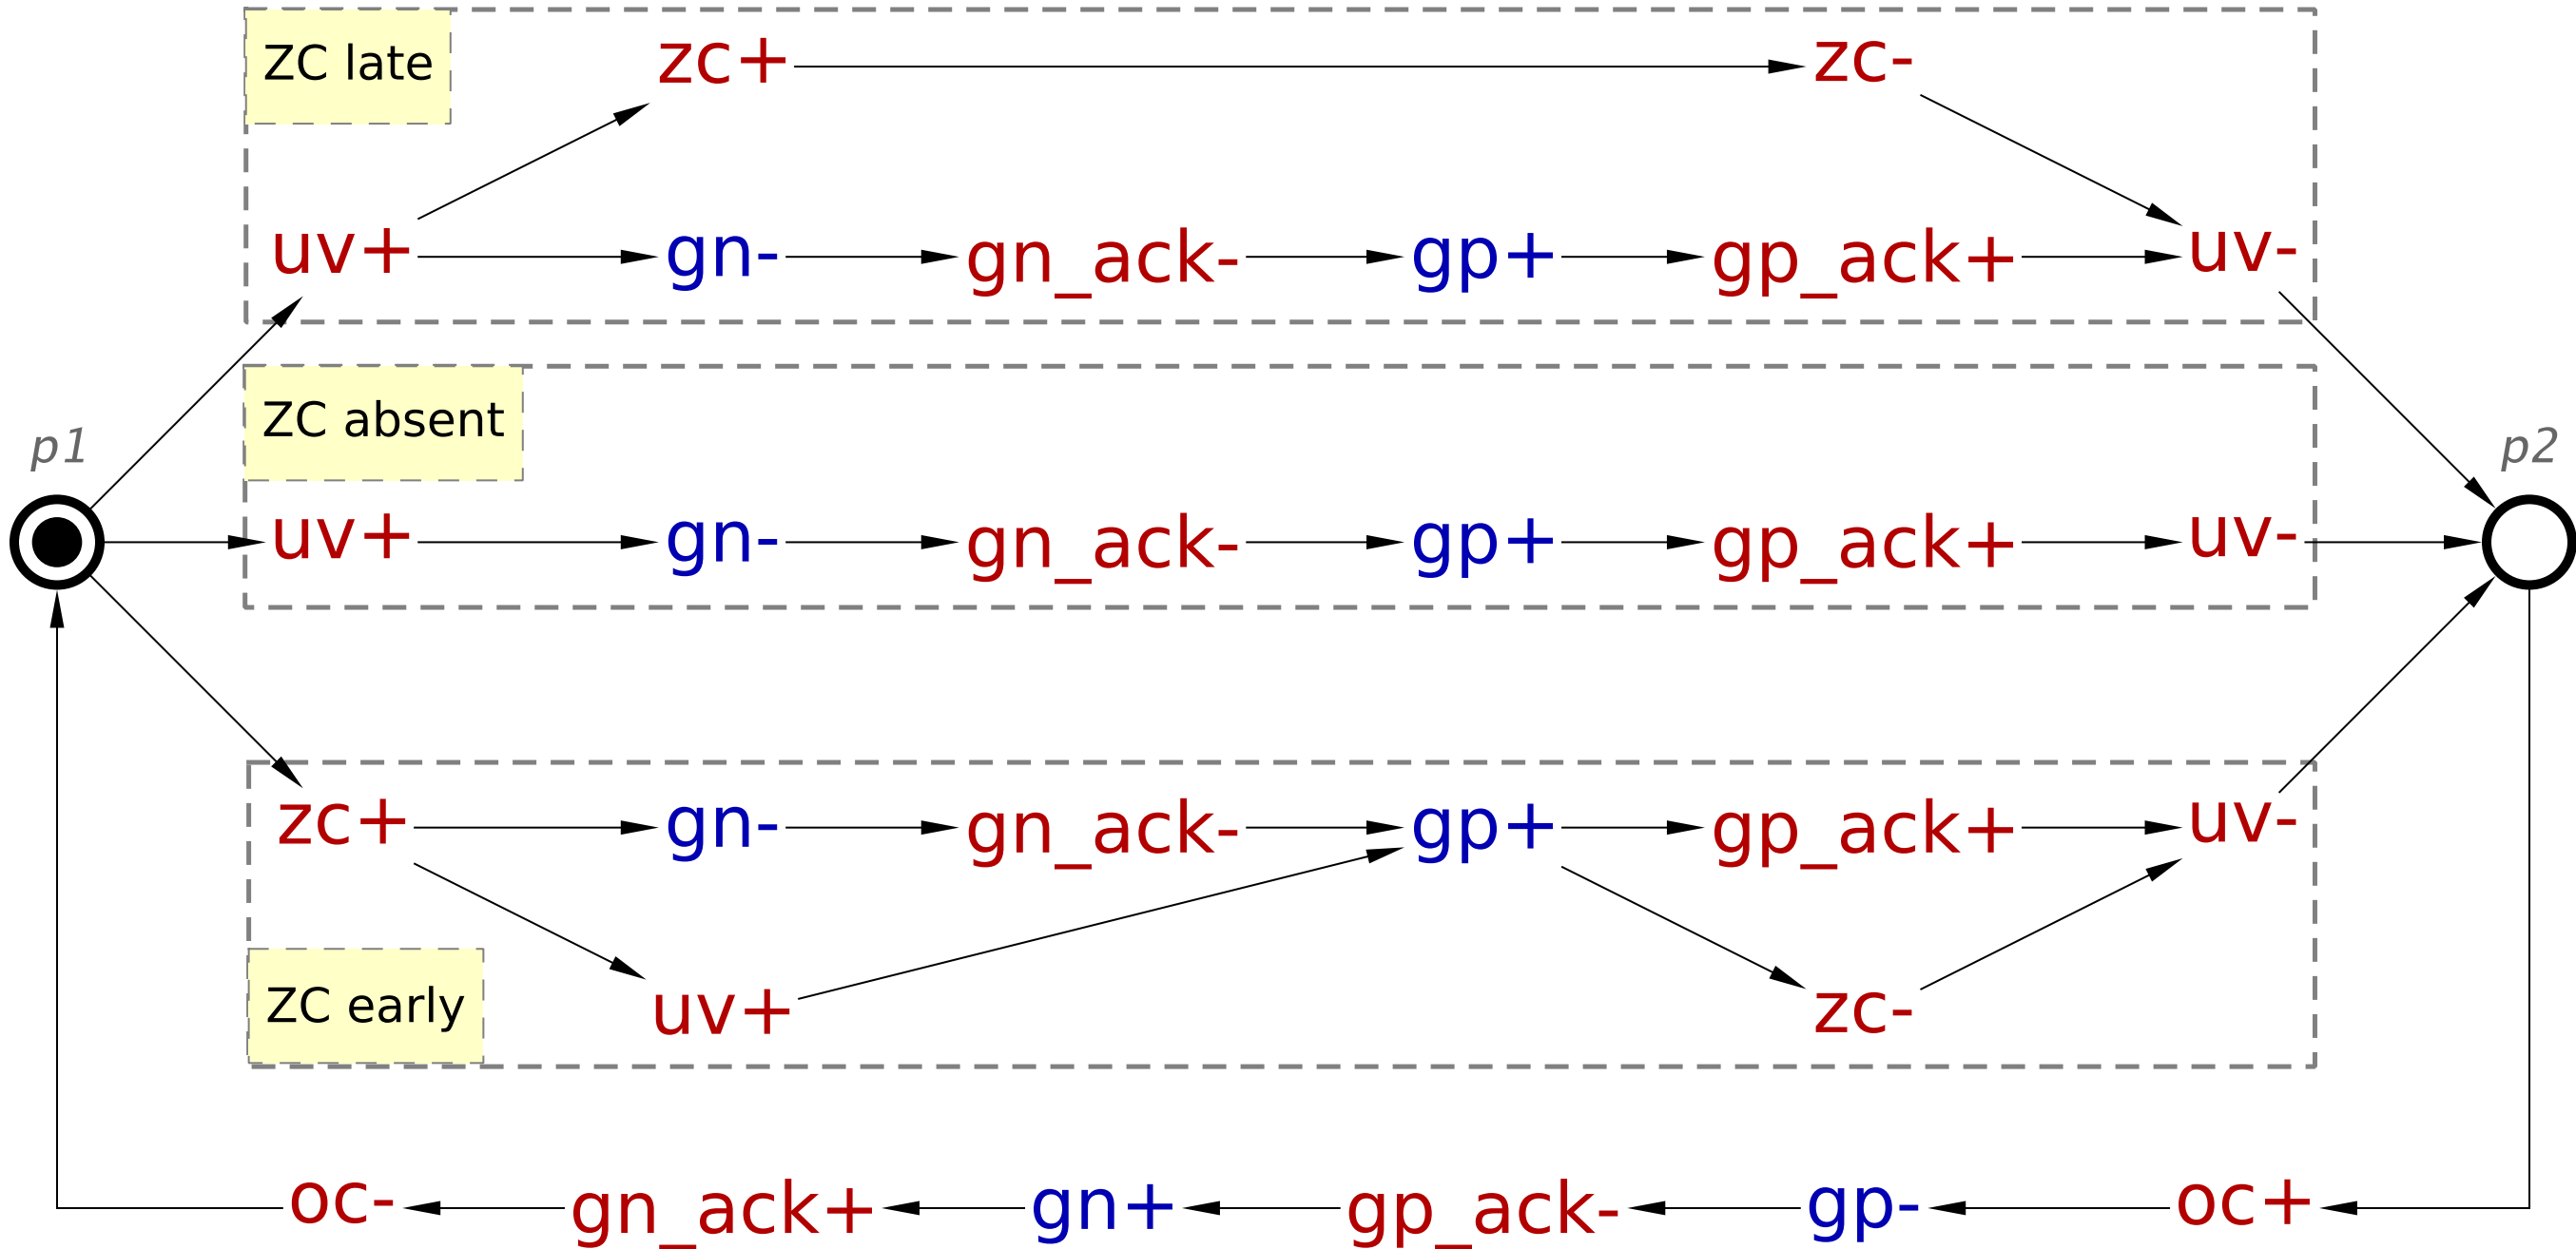 ZC late
zc+ zc-
uv+ gn- gn_ack- gp+ gp_ack+ uv-
ZC absent
p1 p2
uv+ gn- gn_ack- gp+ gp_ack+ uv-
zc+ gn- gn_ack- gp+ gp_ack+ uv-
ZC early
uv+ zc-
oc- gn_ack+ gn+ gp_ack- gp- oc+